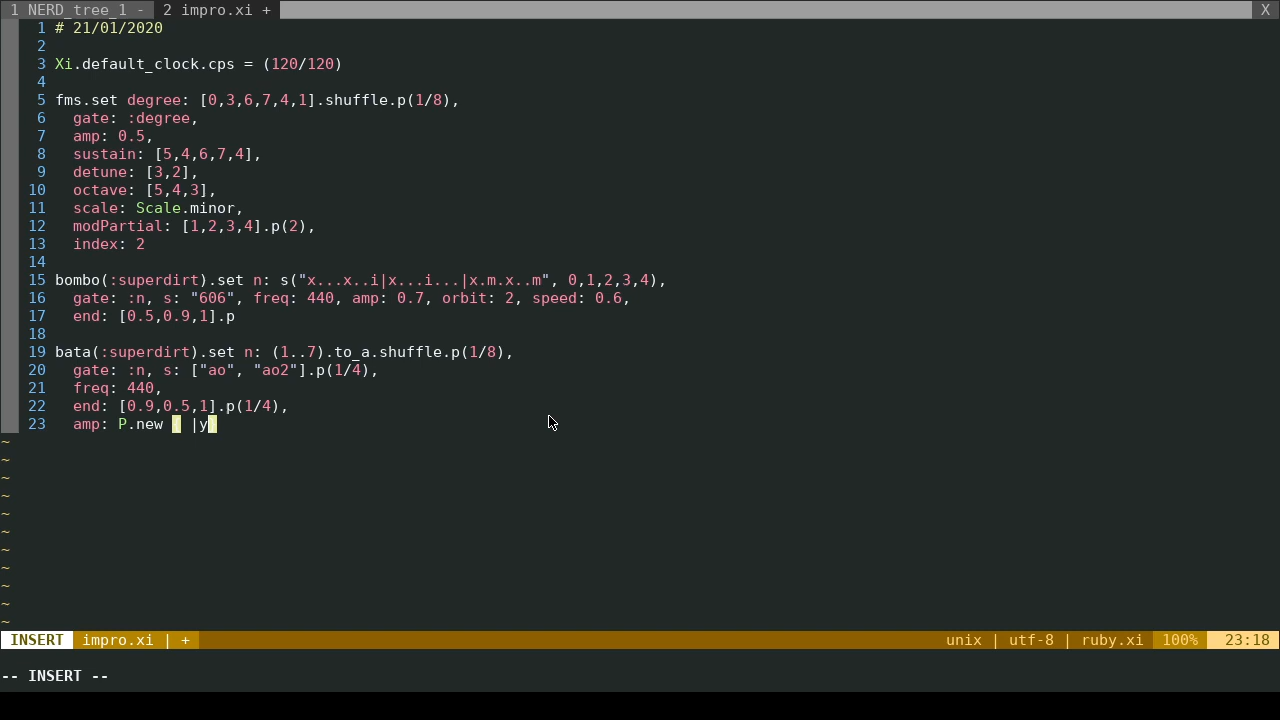 1 NERD_tree_1 - 2 impro.xi + X
1 # 21/01/2020
2
3 Xi.default_clock.cps = (120/120)
4
5 fms.set degree: [0,3,6,7,4,1].shuffle.p(1/8),
6   gate: :degree,
7   amp: 0.5,
8   sustain: [5,4,6,7,4],
9   detune: [3,2],
10   octave: [5,4,3],
11   scale: Scale.minor,
12   modPartial: [1,2,3,4].p(2),
13   index: 2
14
15 bombo(:superdirt).set n: s("x...x..i|x...i...|x.m.x..m", 0,1,2,3,4),
16   gate: :n, s: "606", freq: 440, amp: 0.7, orbit: 2, speed: 0.6,
17   end: [0.5,0.9,1].p
18
19 bata(:superdirt).set n: (1..7).to_a.shuffle.p(1/8),
20   gate: :n, s: ["ao", "ao2"].p(1/4),
21   freq: 440,
22   end: [0.9,0.5,1].p(1/4),
23   amp: P.new { |y}
~
~
~
~
~
~
~
~
~
~
~
INSERT impro.xi | + unix | utf-8 | ruby.xi 100% 23:18
-- INSERT --